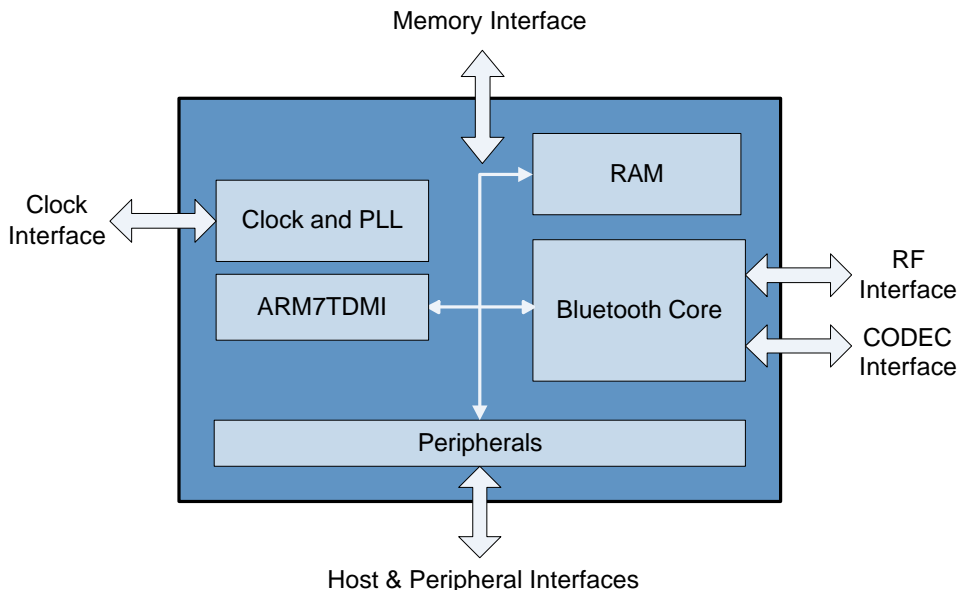 Memory Interface
RAM
Clock
Interface
Clock and PLL
ARM7TDMI
Bluetooth Core
RF
Interface
CODEC
Interface
Peripherals
Host & Peripheral Interfaces